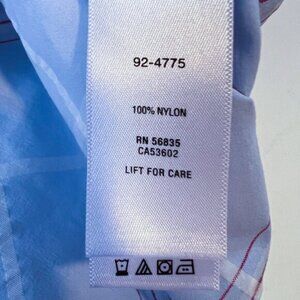 92-4775
100% NYLON
RN 56835
CA53602
LIFT FOR CARE